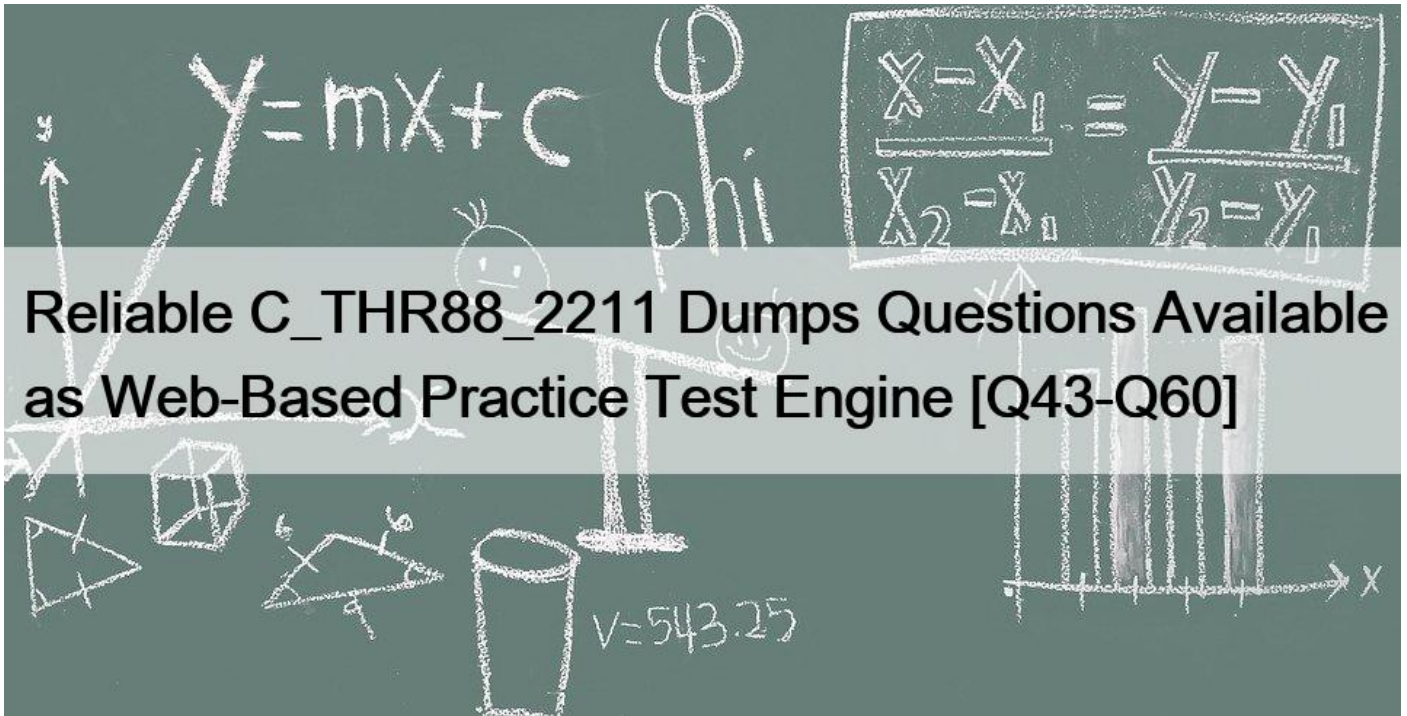 y
Y=mx+c
phi
X-X1 = Y-Y1
X2-X1 Y2-Y1
Reliable C_THR88_2211 Dumps Questions Available
as Web-Based Practice Test Engine [Q43-Q60]
V=543.25
X